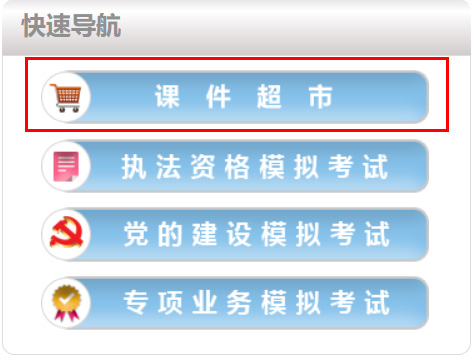 快速导航
课件超市
执法资格模拟考试
党的建设模拟考试
专项业务模拟考试